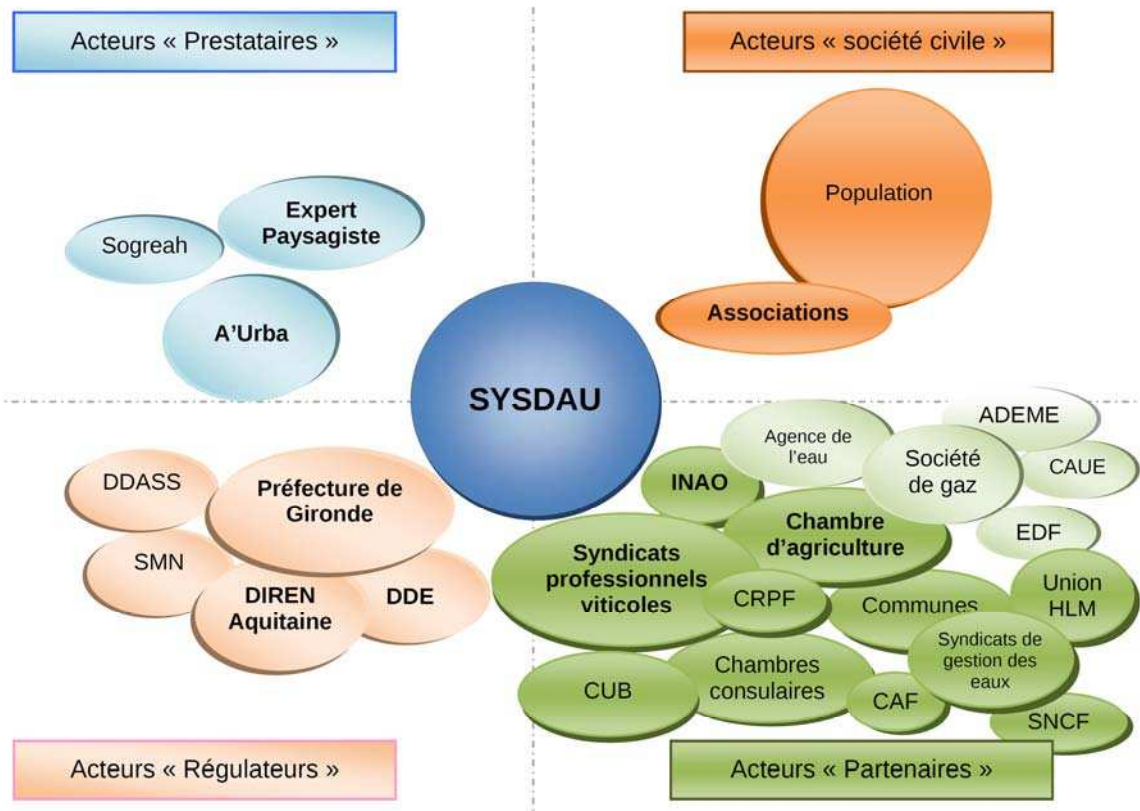 Acteurs « Prestataires »
Acteurs « société civile »
Population
Expert
Paysagiste
Sogreah
Associations
A’Urba
SYSDAU
ADEME
Agence de
l’eau
Société
de gaz
CAUE
DDASS
Préfecture de
Gironde
INAO
Chambre
d’agriculture
EDF
SMN
Syndicats
professionnels
viticoles
DIREN
Aquitaine
DDE
CRPF
Communes
Union
HLM
Syndicats de
gestion des
eaux
Chambres
consulaires
CUB
CAF
SNCF
Acteurs « Régulateurs »
Acteurs « Partenaires »